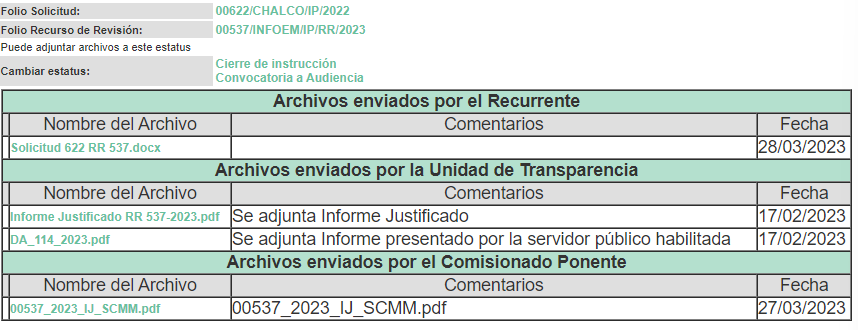 Folio Solicitud: 00622/CHALCO/IP/2022
Folio Recurso de Revisión: 00537/INFOEM/IP/RR/2023
Puede adjuntar archivos a este estatus
Cambiar estatus: Cierre de instrucción
Convocatoria a Audiencia
Archivos enviados por el Recurrente
Nombre del Archivo Comentarios Fecha
Solicitud 622 RR 537.docx 28/03/2023
Archivos enviados por la Unidad de Transparencia
Nombre del Archivo Comentarios Fecha
Informe Justificado RR 537-2023.pdf Se adjunta Informe Justificado 17/02/2023
DA_114_2023.pdf Se adjunta Informe presentado por la servidor público habilitada 17/02/2023
Archivos enviados por el Comisionado Ponente
Nombre del Archivo Comentarios Fecha
00537_2023_IJ_SCMM.pdf 00537_2023_IJ_SCMM.pdf 27/03/2023